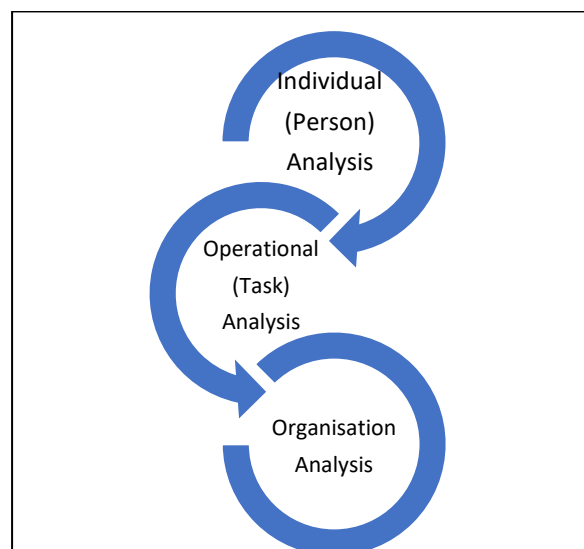 Individual
(Person)
Analysis
Operational
(Task)
Analysis
Organisation
Analysis